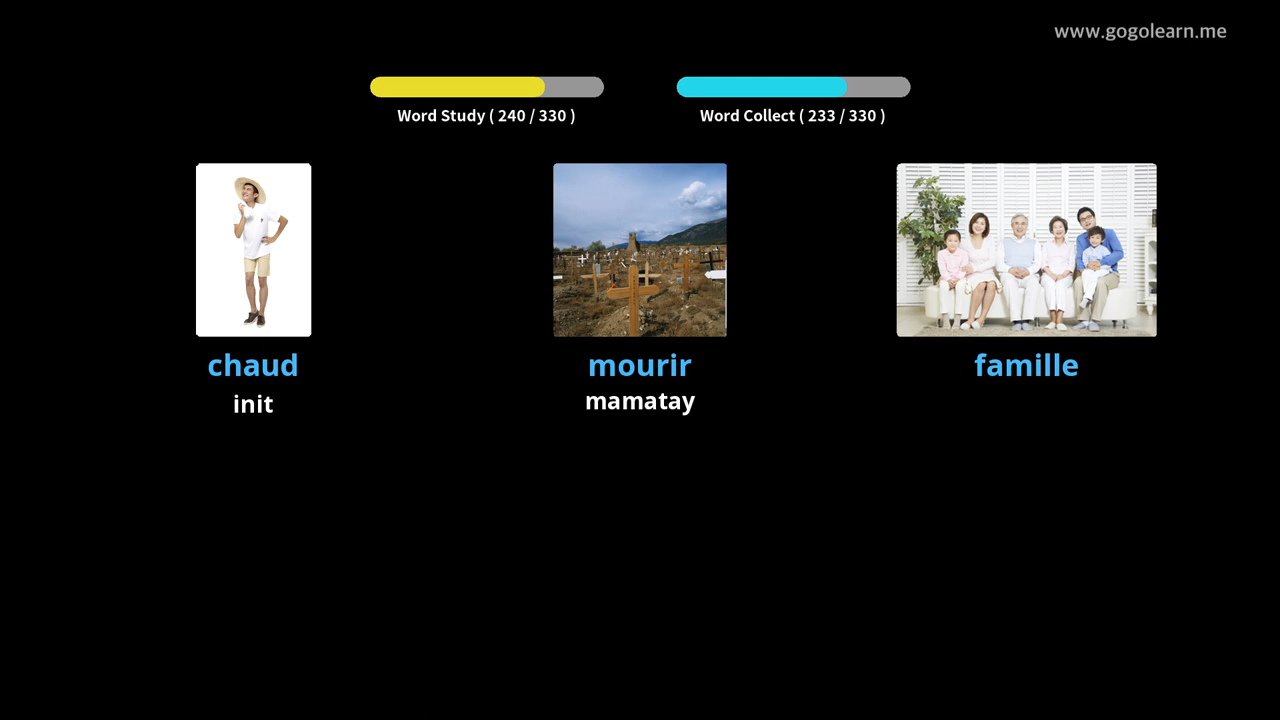 www.gogolearn.me
Word Study ( 240 / 330 )
Word Collect ( 233 / 330 )
chaud
init
mourir
mamatay
famille